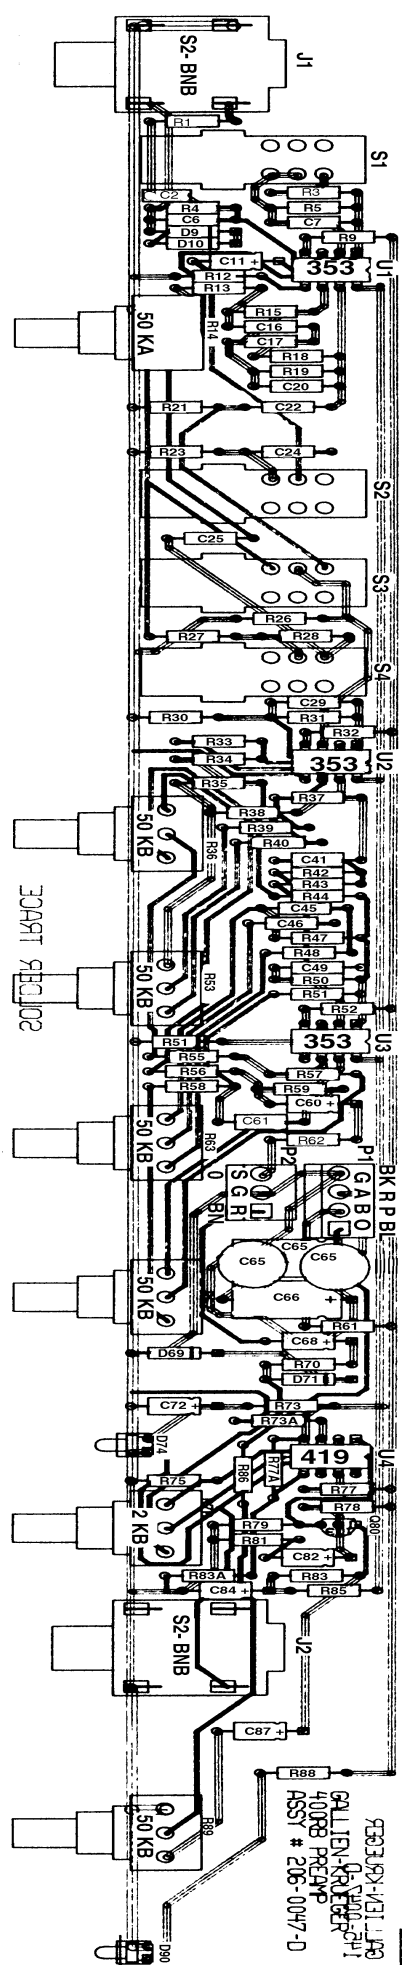 J1
S2-BNB
R1
S1
C2
R3
R4
R5
C6
C7
D9
D10
R9
U1
353
C11 +
R12
R13
R14
50 KA
R15
C16
C17
R18
R19
C20
R21
C22
R23
C24
S2
C25
S3
R26
R27
R28
S4
C29
R30
R31
R32
U2
353
R33
R34
R35
R36
50 KB
R37
R38
R39
R40
C41
R42
R43
R44
C45
C46
R47
R48
C49
R50
R51
R52
R53
50 KB
SOLDER TRACE
U3
353
R51
R55
R56
R57
R58
R59
C60 +
C61
R62
R63
50 KB
P2
O
S G R
BN
P1
BK R P BL
G A B O
C65
C65
C65
C66 +
50 KB
R61
C68 +
D69
R70
D71
C72 +
R73
R73A
D74
R75
U4
419
R86
R77A
R77
R78
Q80
R79
R81
2 KB
C82 +
R83A
R83
C84 +
R85
J2
S2-BNB
C87 +
R88
R89
50 KB
D90
GALLIEN-KRUEGER
400RB PREAMP
ASSY # 206-0047-D